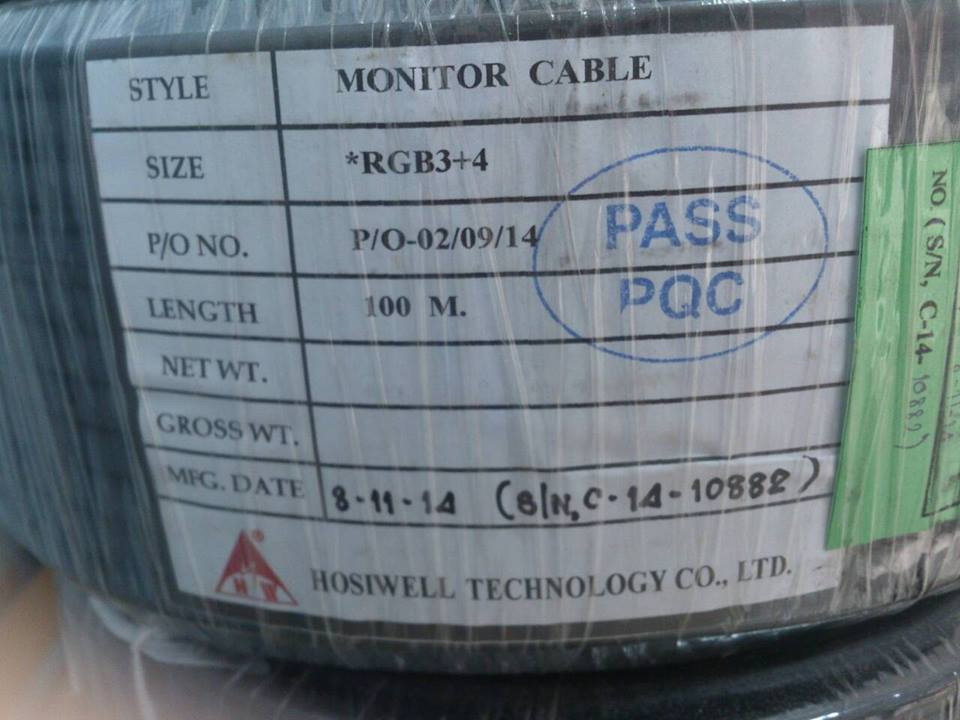 STYLE MONITOR CABLE
SIZE *RGB3+4
P/O NO. P/O-02/09/14
LENGTH 100 M.
NET WT.
GROSS WT.
MFG. DATE 8-11-14 (S/N, C-14-10882)
HOSIWELL TECHNOLOGY CO., LTD.
PASS
PQC
NO (S/N, C-14-10882)